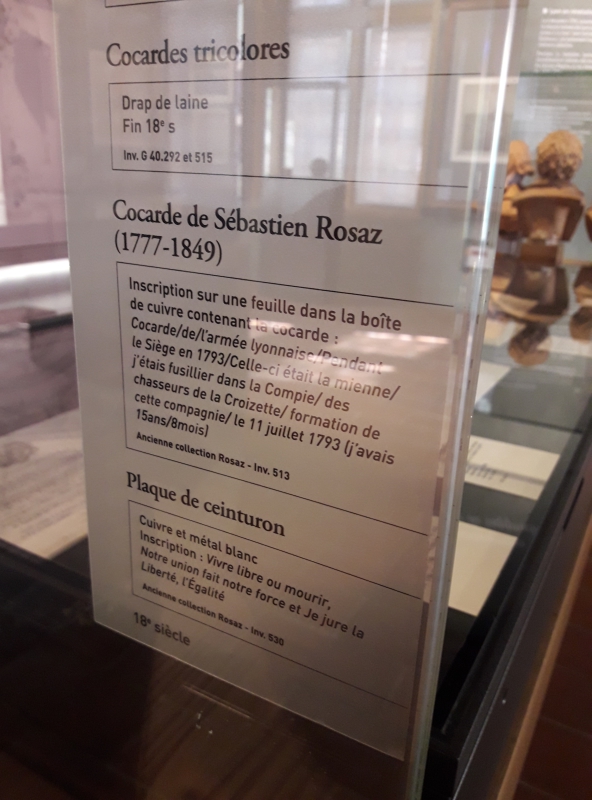 Cocardes tricolores
Drap de laine
Fin 18e s
Inv. G 40.292 et 515
Cocarde de Sébastien Rosaz
(1777-1849)
Inscription sur une feuille dans la boîte
de cuivre contenant la cocarde :
Cocarde/de/l'armée lyonnaise/Pendant
le Siège en 1793/Celle-ci était la mienne/
j'étais fusillier dans la Compie/ des
chasseurs de la Croizette/ formation de
cette compagnie/ le 11 juillet 1793 (j'avais
15ans/8mois)
Ancienne collection Rosaz - Inv. 513
Plaque de ceinturon
Cuivre et métal blanc
Inscription : Vivre libre ou mourir,
Notre union fait notre force et Je jure la
Liberté, l'Égalité
Ancienne collection Rosaz - Inv. 530
18e siècle